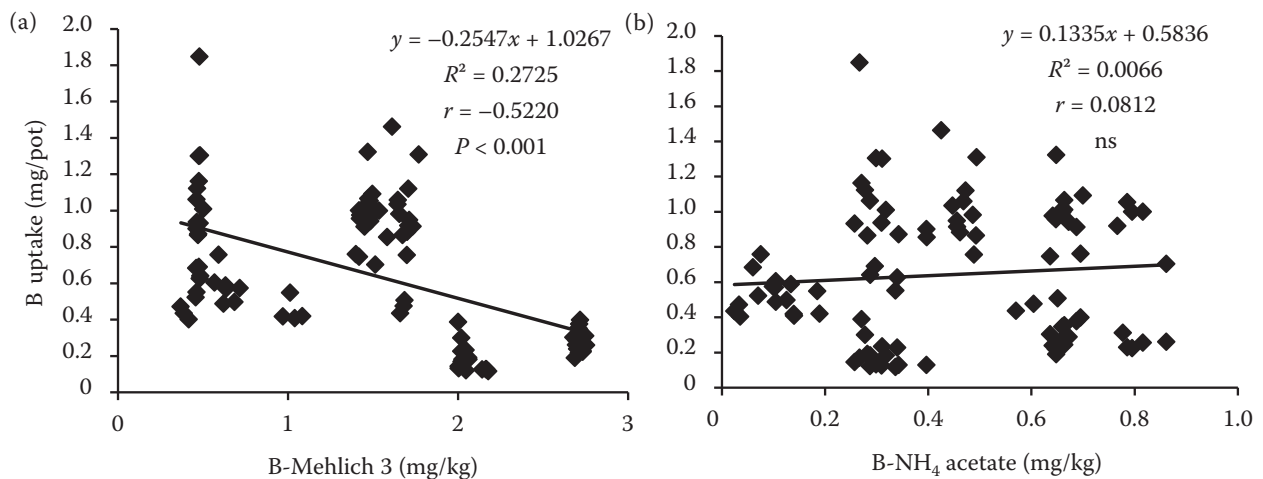 (a)
2.0
1.8
1.6
1.4
1.2
1.0
0.8
0.6
0.4
0.2
0
B uptake (mg/pot)
y = −0.2547x + 1.0267
R² = 0.2725
r = −0.5220
P < 0.001
0 1 2 3
B-Mehlich 3 (mg/kg)
(b)
2.0
1.8
1.6
1.4
1.2
1.0
0.8
0.6
0.4
0.2
0
y = 0.1335x + 0.5836
R² = 0.0066
r = 0.0812
ns
0 0.2 0.4 0.6 0.8 1.0
B-NH₄ acetate (mg/kg)